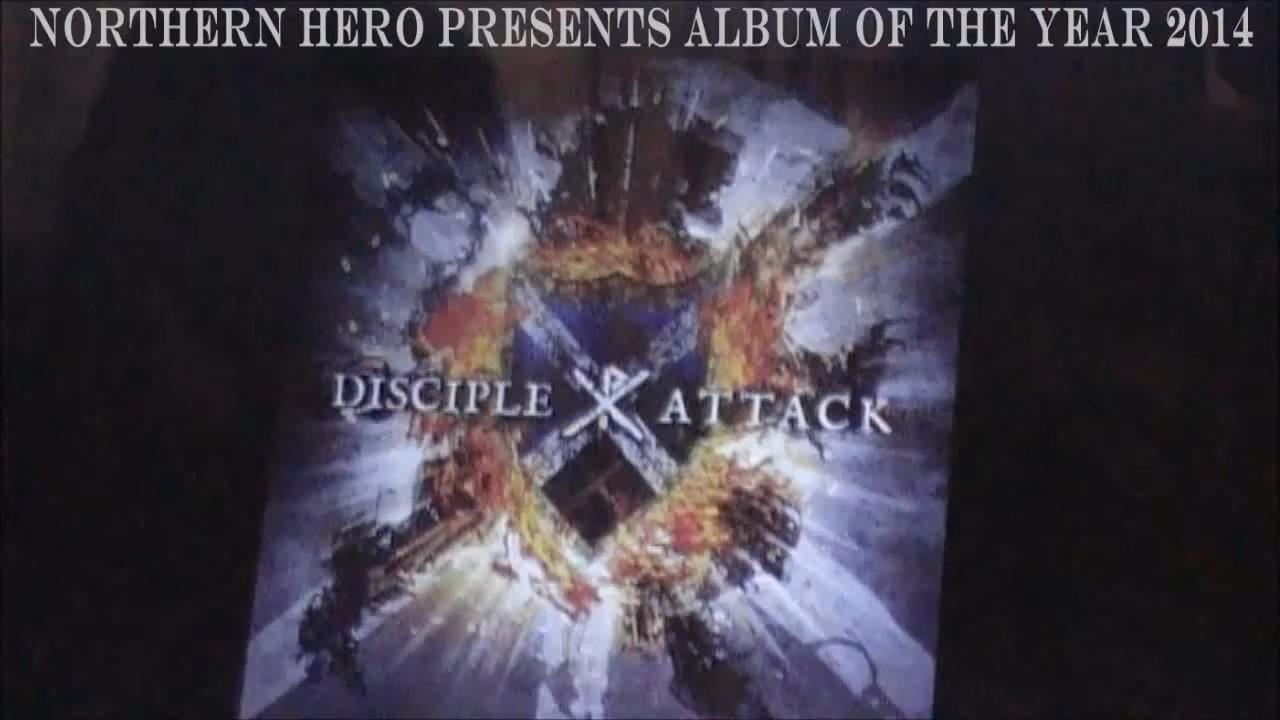 NORTHERN HERO PRESENTS ALBUM OF THE YEAR 2014
DISCIPLE ATTACK